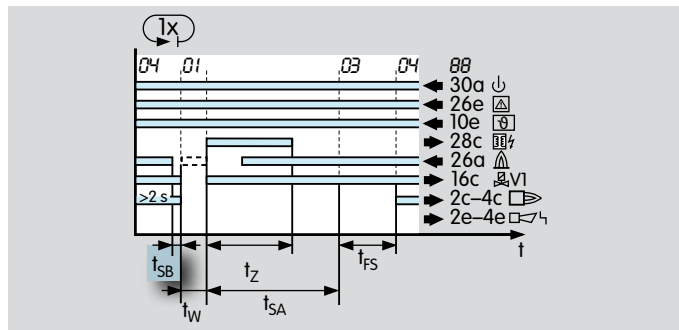 1x
04 01 03 04 88
30a
26e
10e ϑ
28c
26a
16c V1
>2 s 2c–4c
2e–4e
t
tSB tZ tFS
tW tSA